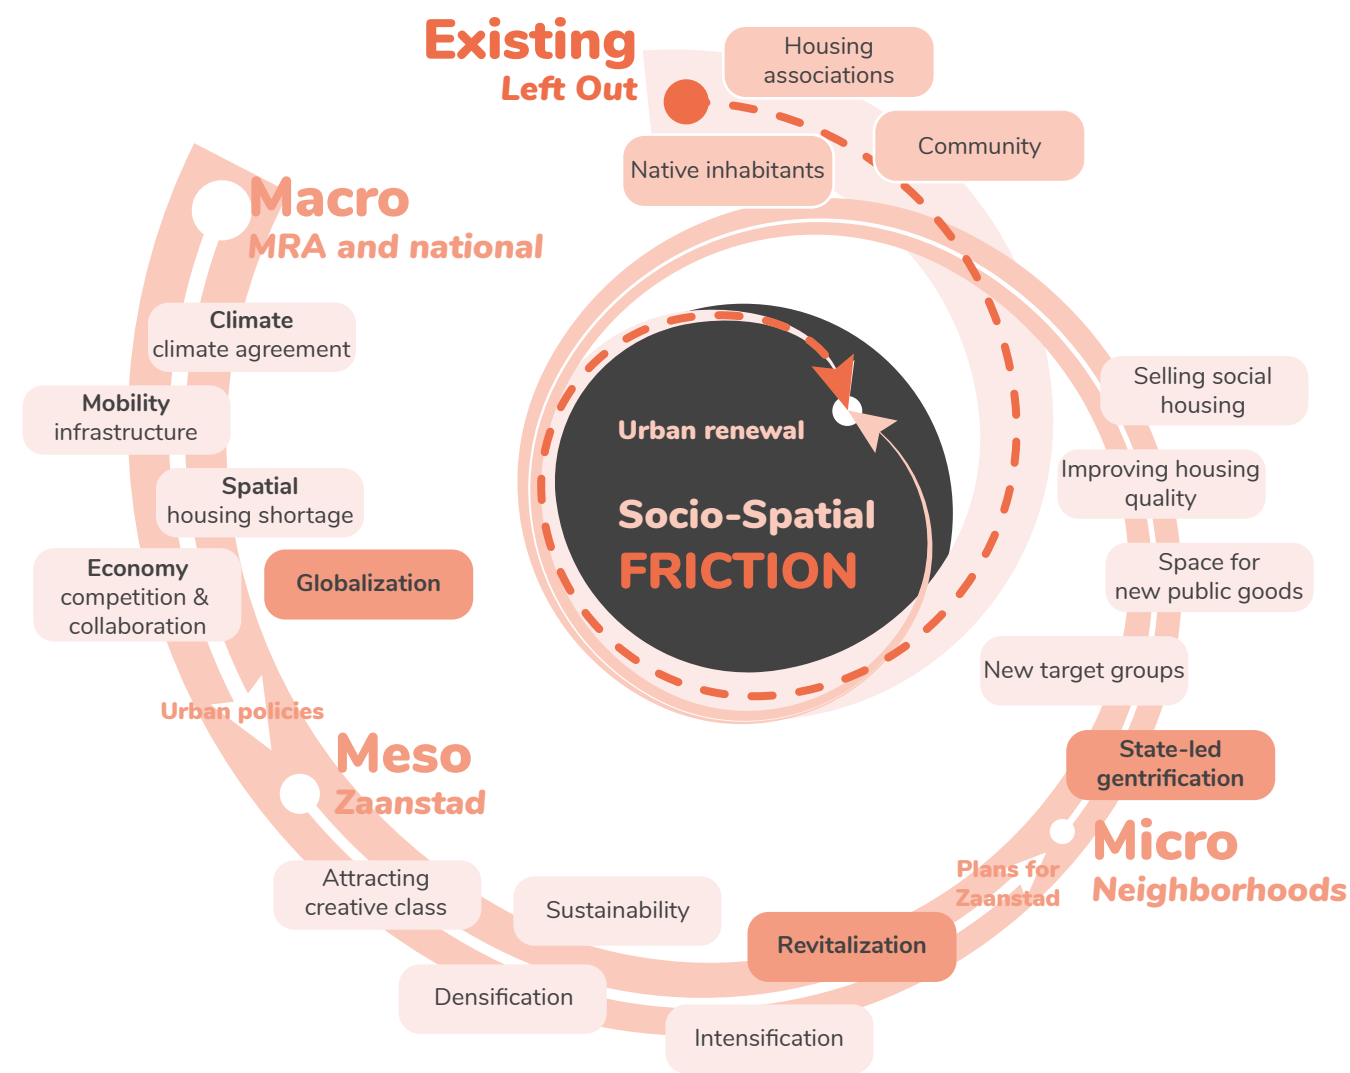 Existing
Left Out
Housing
associations
Community
Native inhabitants
Macro
MRA and national
Climate
climate agreement
Mobility
infrastructure
Spatial
housing shortage
Economy
competition &
collaboration
Globalization
Urban policies
Meso
Zaanstad
Attracting
creative class
Sustainability
Densification
Intensification
Revitalization
Plans for
Zaanstad
Micro
Neighborhoods
State-led
gentrification
New target groups
Space for
new public goods
Improving housing
quality
Selling social
housing
Urban renewal
Socio-Spatial
FRICTION